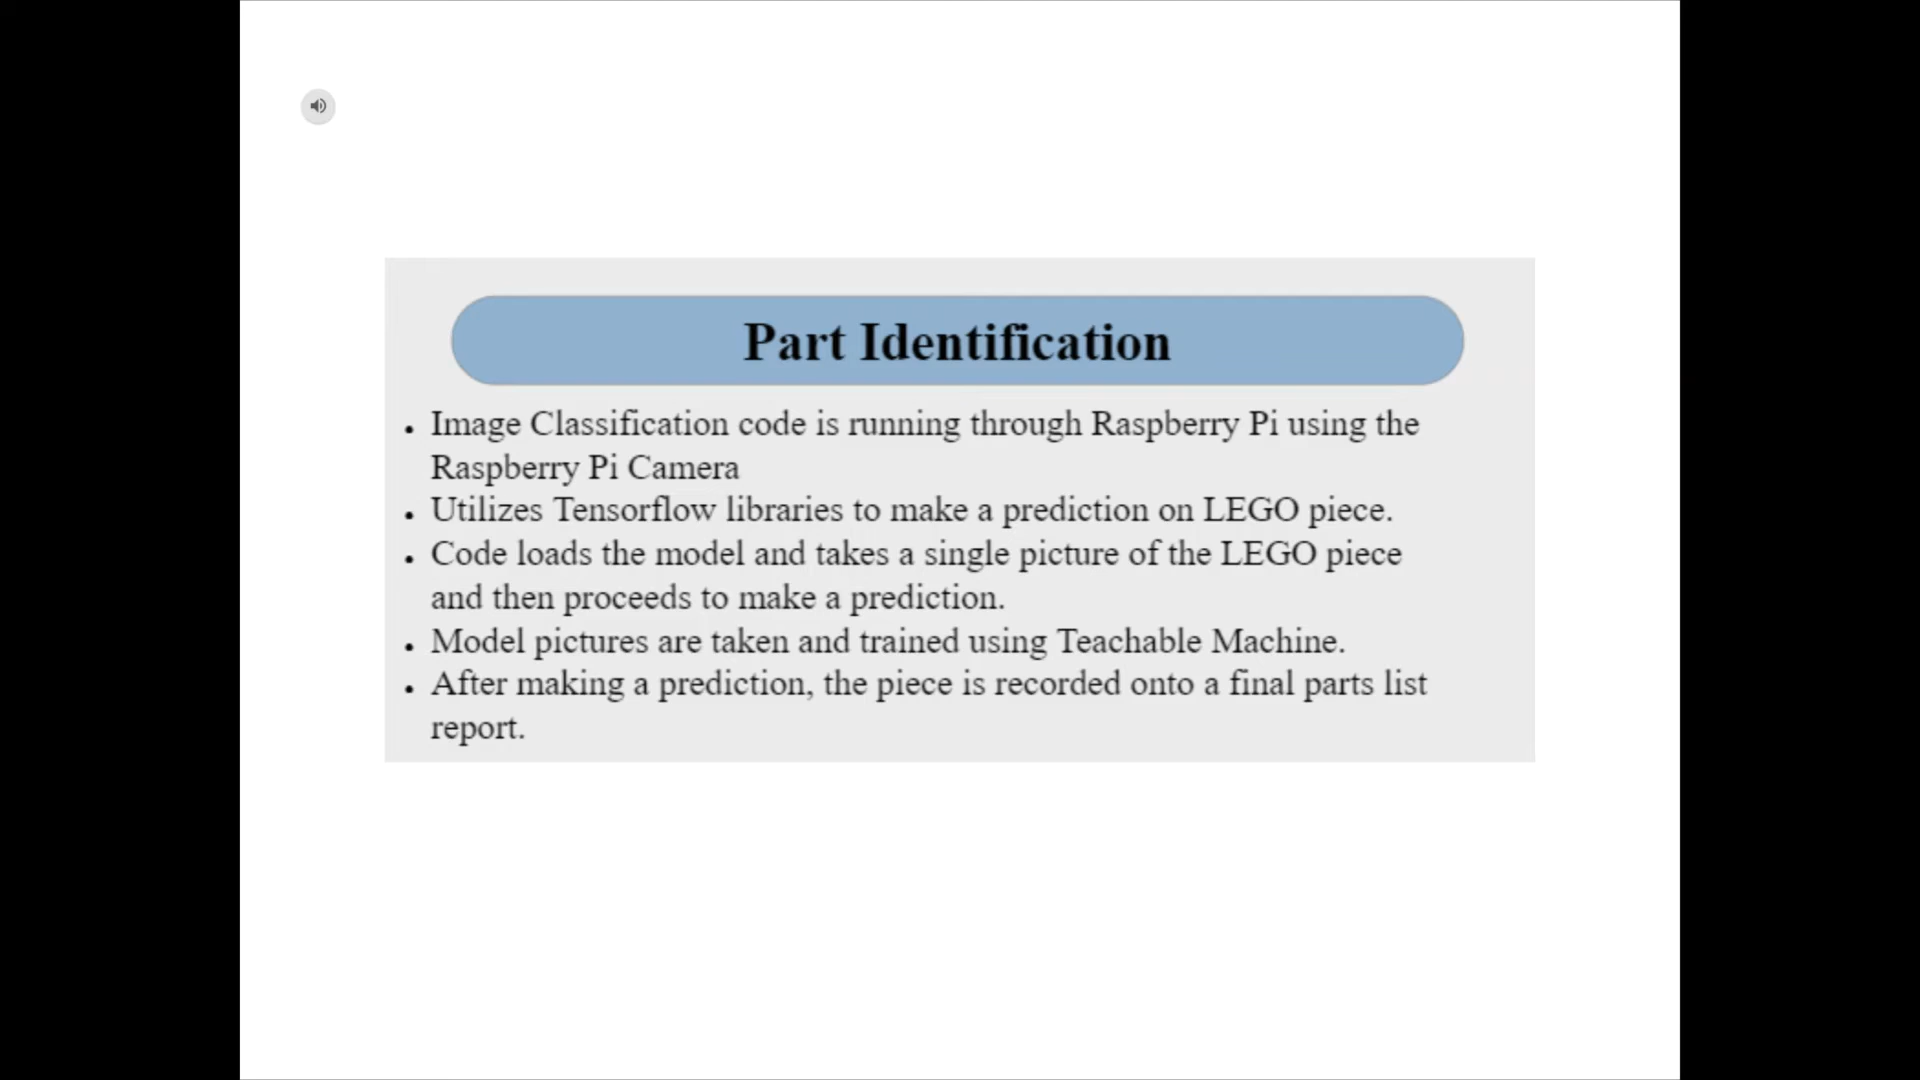 Part Identification
• Image Classification code is running through Raspberry Pi using the
Raspberry Pi Camera
• Utilizes Tensorflow libraries to make a prediction on LEGO piece.
• Code loads the model and takes a single picture of the LEGO piece
and then proceeds to make a prediction.
• Model pictures are taken and trained using Teachable Machine.
• After making a prediction, the piece is recorded onto a final parts list
report.